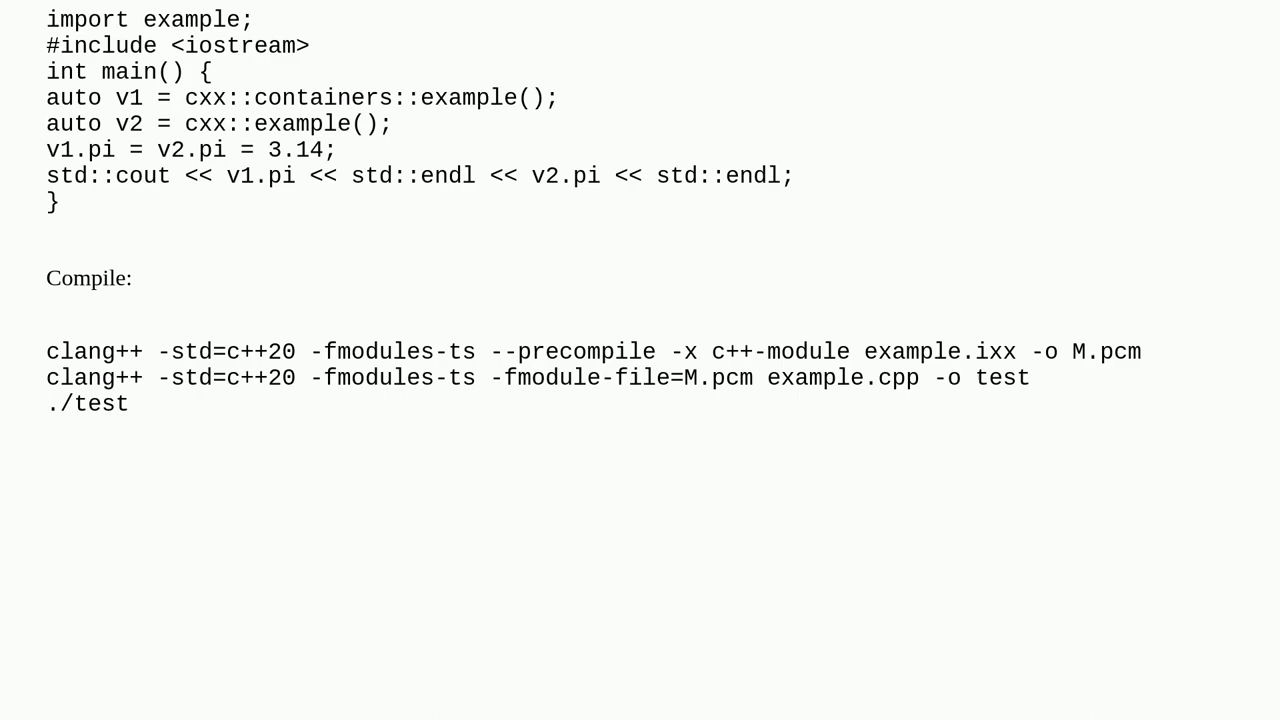 import example;
#include <iostream>
int main() {
auto v1 = cxx::containers::example();
auto v2 = cxx::example();
v1.pi = v2.pi = 3.14;
std::cout << v1.pi << std::endl << v2.pi << std::endl;
}
Compile:
clang++ -std=c++20 -fmodules-ts --precompile -x c++-module example.ixx -o M.pcm
clang++ -std=c++20 -fmodules-ts -fmodule-file=M.pcm example.cpp -o test
./test